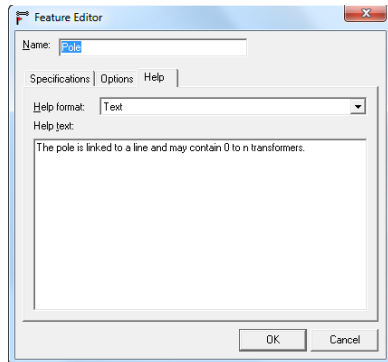 Feature Editor
Name: Pole
Specifications Options Help
Help format: Text
Help text:
The pole is linked to a line and may contain 0 to n transformers.
OK Cancel